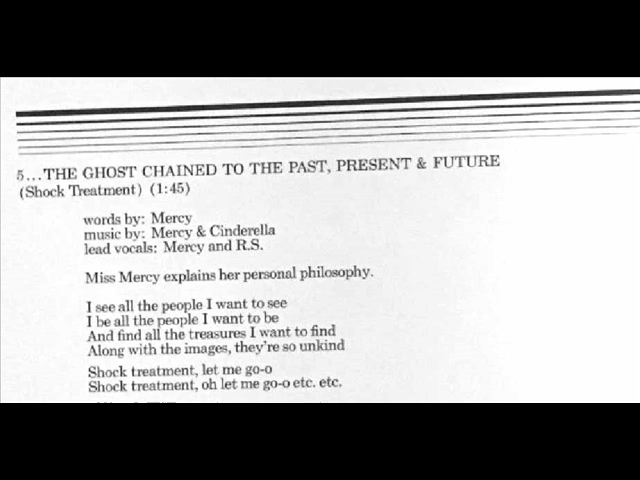 5...THE GHOST CHAINED TO THE PAST, PRESENT & FUTURE
(Shock Treatment) (1:45)
words by: Mercy
music by: Mercy & Cinderella
lead vocals: Mercy and R.S.
Miss Mercy explains her personal philosophy.
I see all the people I want to see
I be all the people I want to be
And find all the treasures I want to find
Along with the images, they're so unkind
Shock treatment, let me go-o
Shock treatment, oh let me go-o etc. etc.